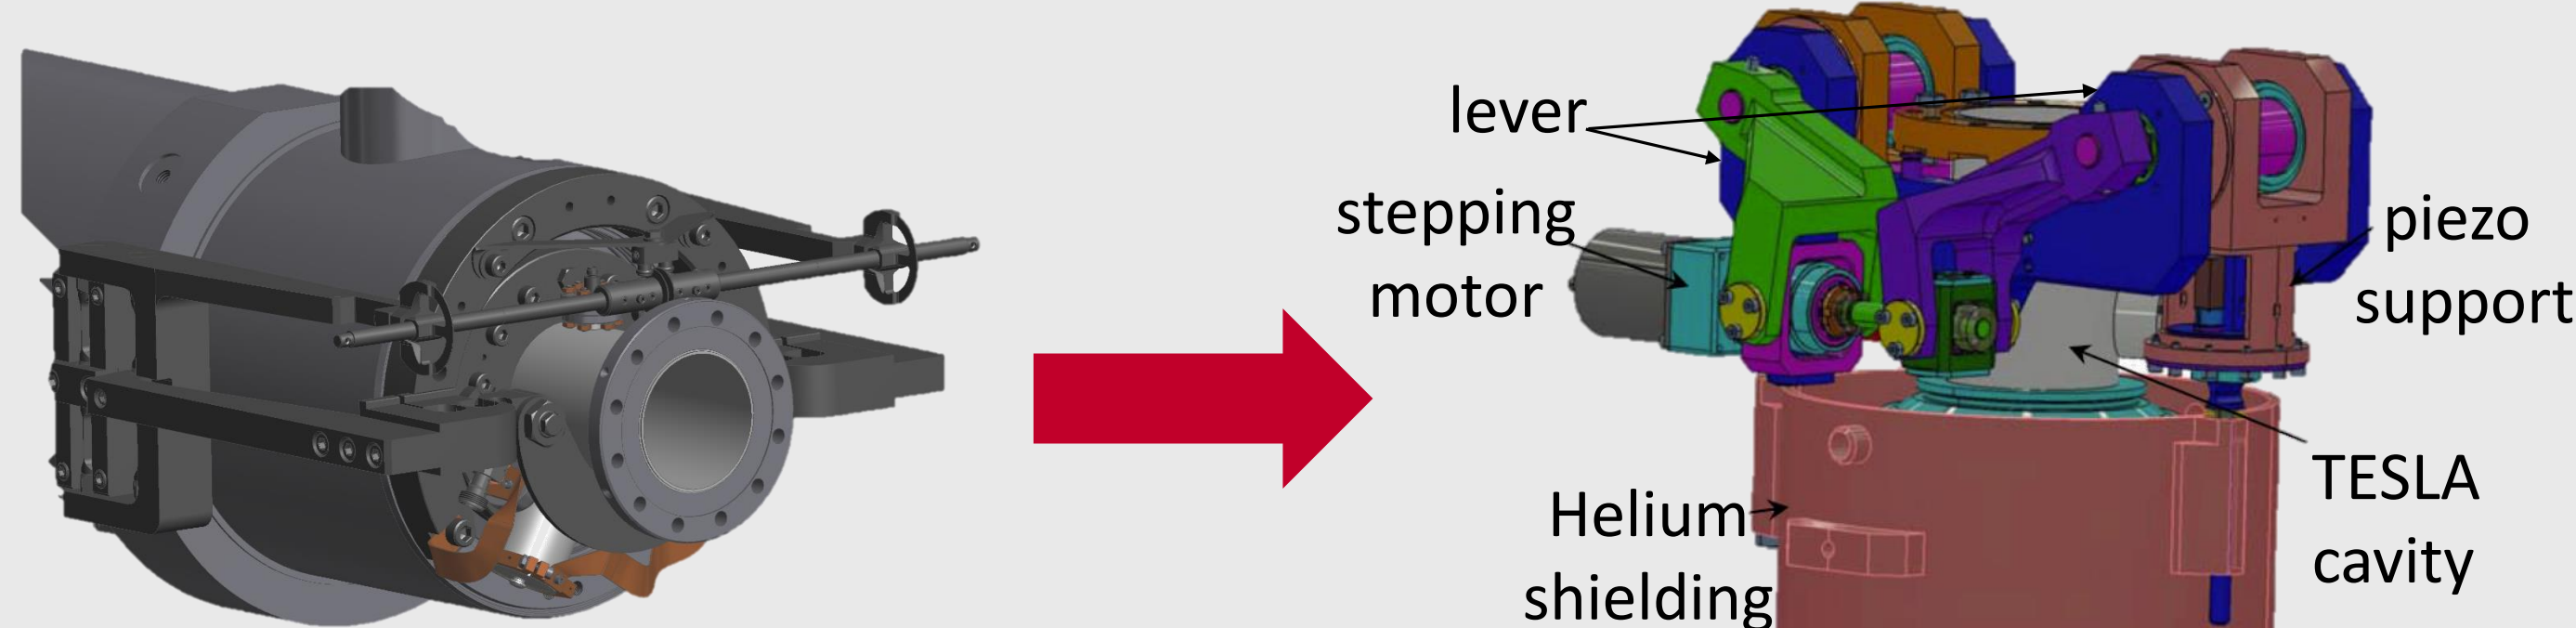 lever
stepping
motor
piezo
support
Helium
shielding
TESLA
cavity